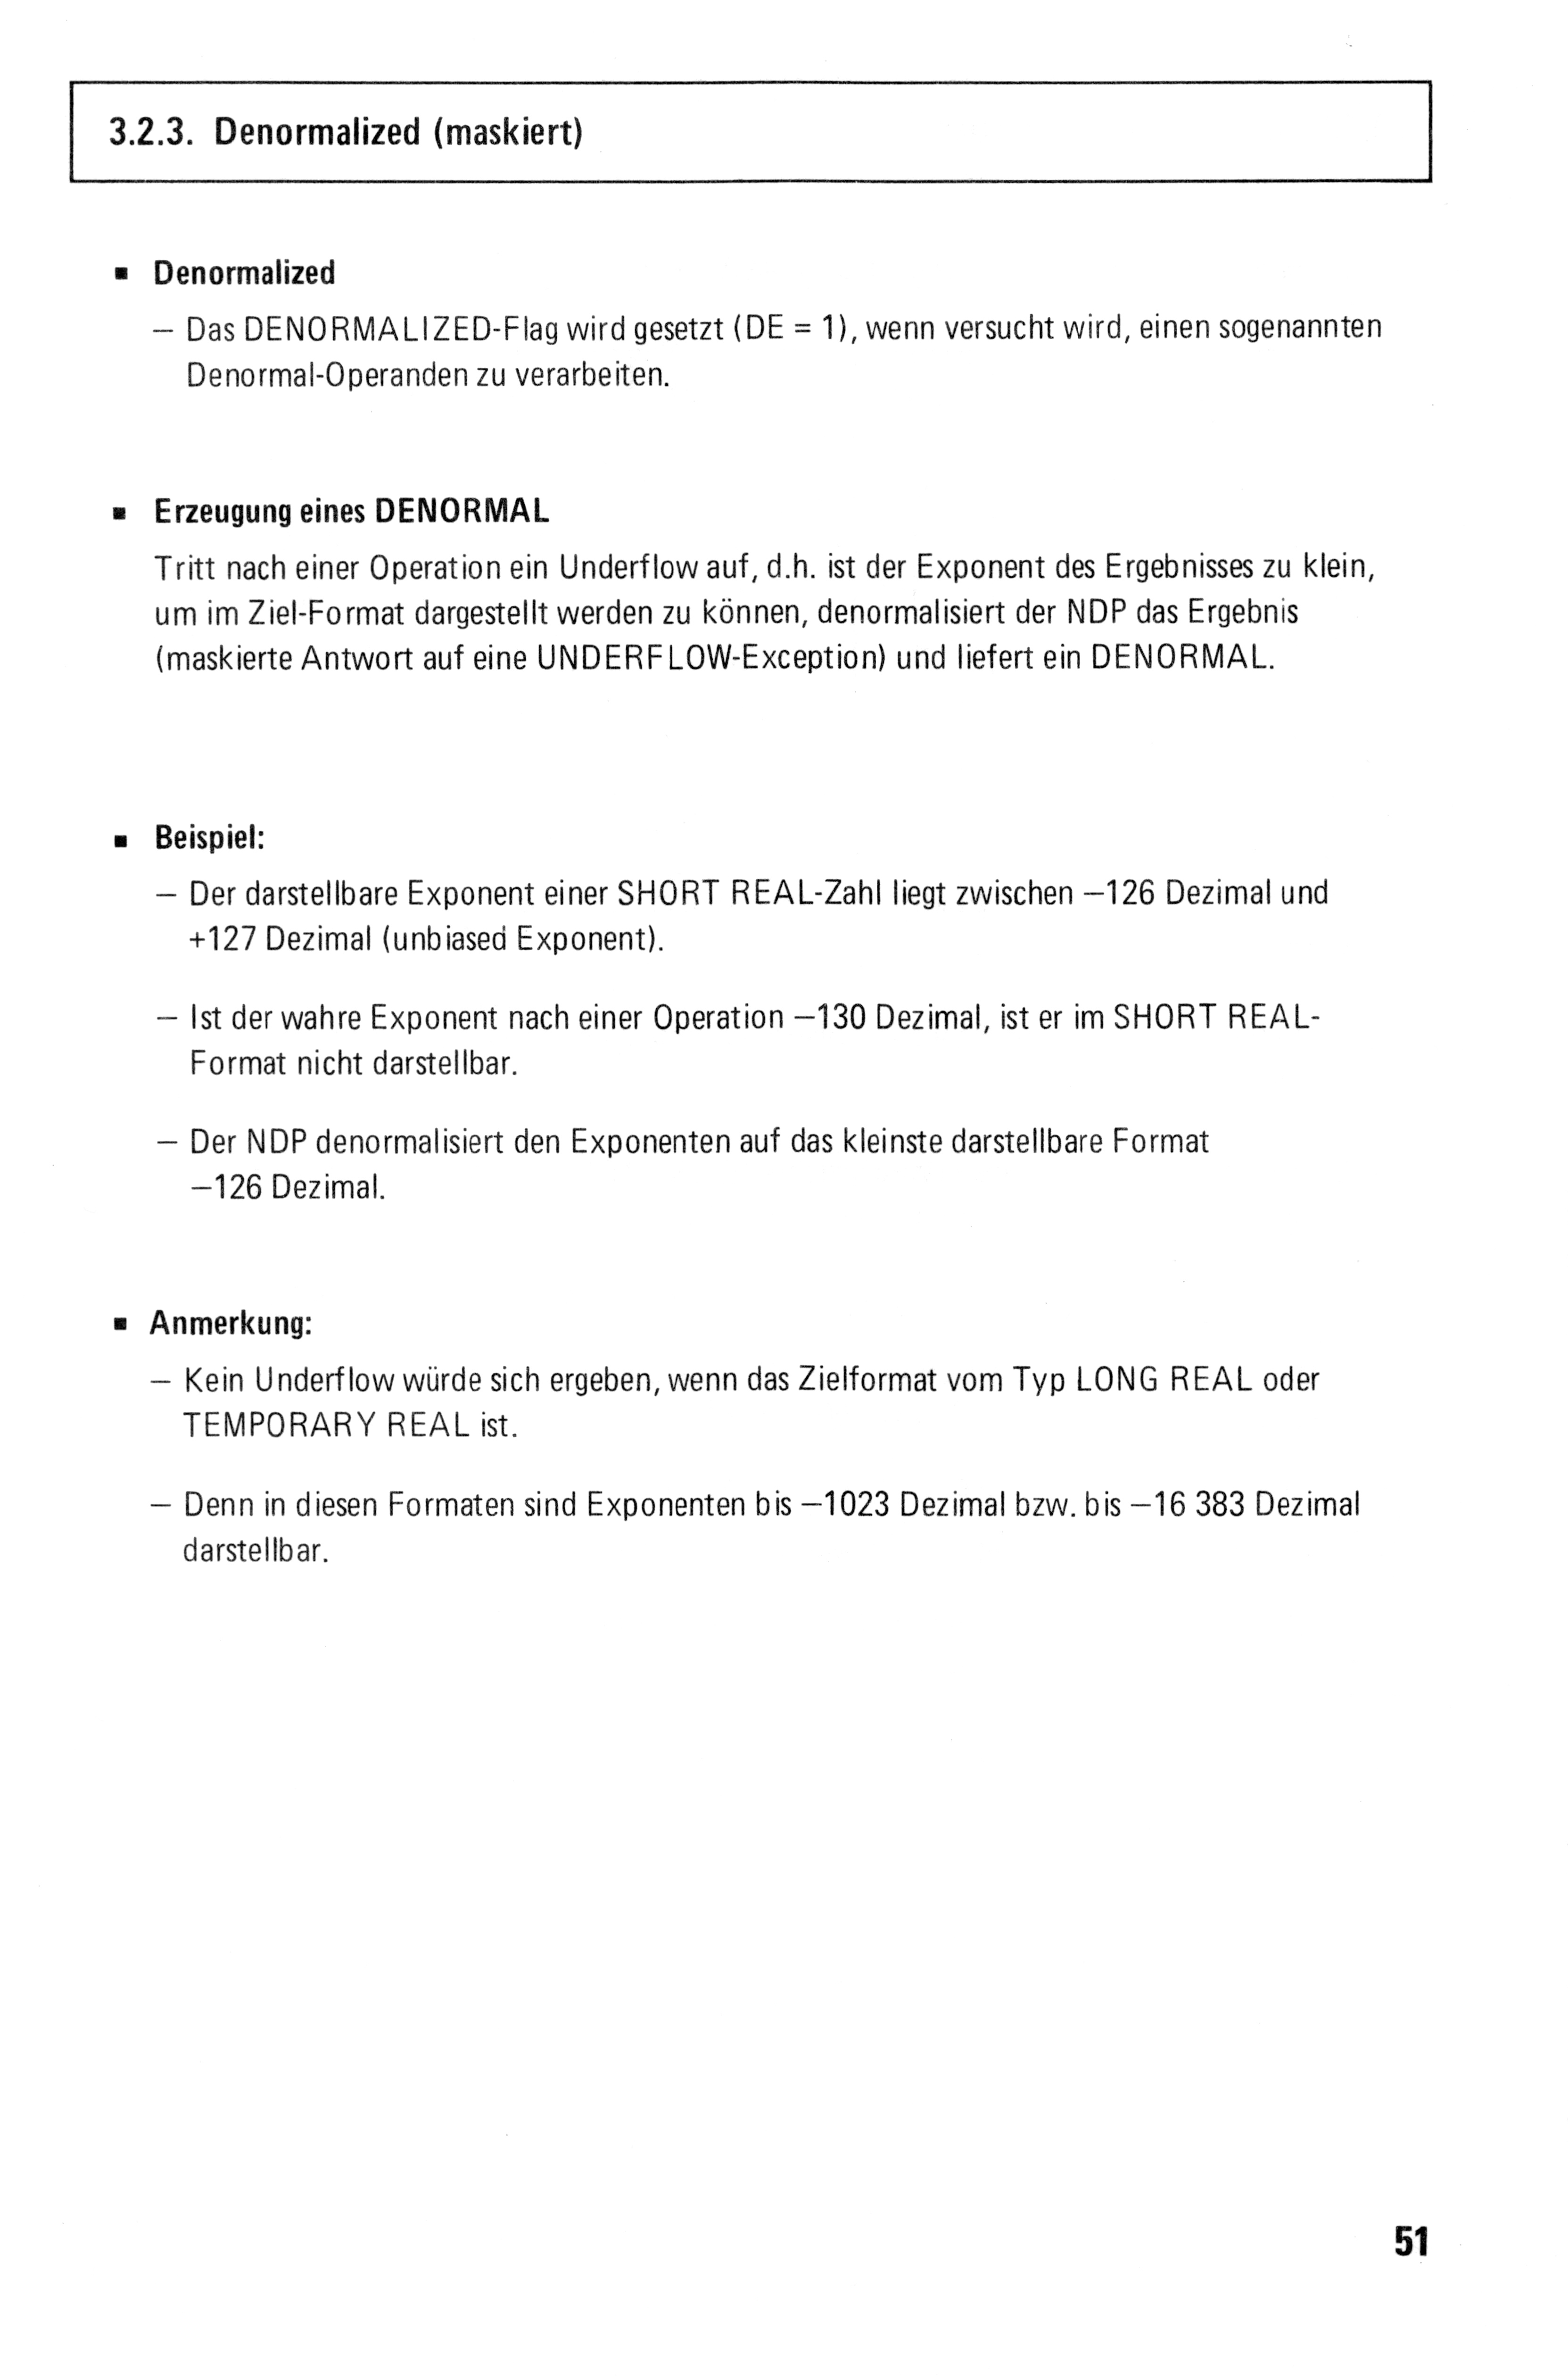 3.2.3. Denormalized (maskiert)
▪ Denormalized
– Das DENORMALIZED-Flag wird gesetzt (DE = 1), wenn versucht wird, einen sogenannten
Denormal-Operanden zu verarbeiten.
▪ Erzeugung eines DENORMAL
Tritt nach einer Operation ein Underflow auf, d.h. ist der Exponent des Ergebnisses zu klein,
um im Ziel-Format dargestellt werden zu können, denormalisiert der NDP das Ergebnis
(maskierte Antwort auf eine UNDERFLOW-Exception) und liefert ein DENORMAL.
▪ Beispiel:
– Der darstellbare Exponent einer SHORT REAL-Zahl liegt zwischen –126 Dezimal und
+127 Dezimal (unbiased Exponent).
– Ist der wahre Exponent nach einer Operation –130 Dezimal, ist er im SHORT REAL-
Format nicht darstellbar.
– Der NDP denormalisiert den Exponenten auf das kleinste darstellbare Format
–126 Dezimal.
▪ Anmerkung:
– Kein Underflow würde sich ergeben, wenn das Zielformat vom Typ LONG REAL oder
TEMPORARY REAL ist.
– Denn in diesen Formaten sind Exponenten bis –1023 Dezimal bzw. bis –16 383 Dezimal
darstellbar.
51